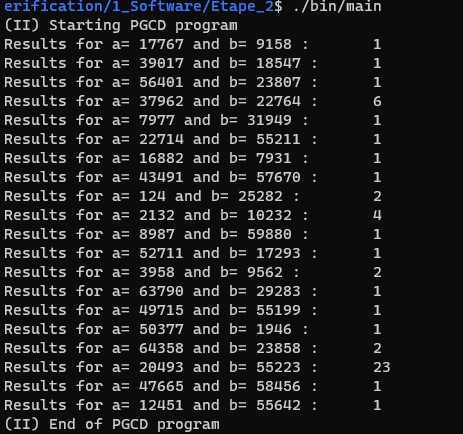 erification/1_Software/Etape_2$ ./bin/main
(II) Starting PGCD program
Results for a= 17767 and b= 9158 : 1
Results for a= 39017 and b= 18547 : 1
Results for a= 56401 and b= 23807 : 1
Results for a= 37962 and b= 22764 : 6
Results for a= 7977 and b= 31949 : 1
Results for a= 22714 and b= 55211 : 1
Results for a= 16882 and b= 7931 : 1
Results for a= 43491 and b= 57670 : 1
Results for a= 124 and b= 25282 : 2
Results for a= 2132 and b= 10232 : 4
Results for a= 8987 and b= 59880 : 1
Results for a= 52711 and b= 17293 : 1
Results for a= 3958 and b= 9562 : 2
Results for a= 63790 and b= 29283 : 1
Results for a= 49715 and b= 55199 : 1
Results for a= 50377 and b= 1946 : 1
Results for a= 64358 and b= 23858 : 2
Results for a= 20493 and b= 55223 : 23
Results for a= 47665 and b= 58456 : 1
Results for a= 12451 and b= 55642 : 1
(II) End of PGCD program